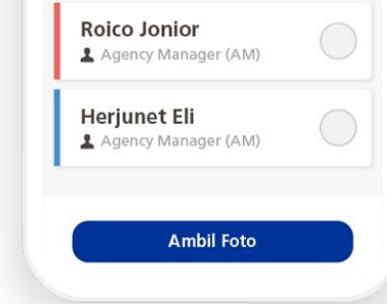 Roico Jonior
Agency Manager (AM)
Herjunet Eli
Agency Manager (AM)
Ambil Foto